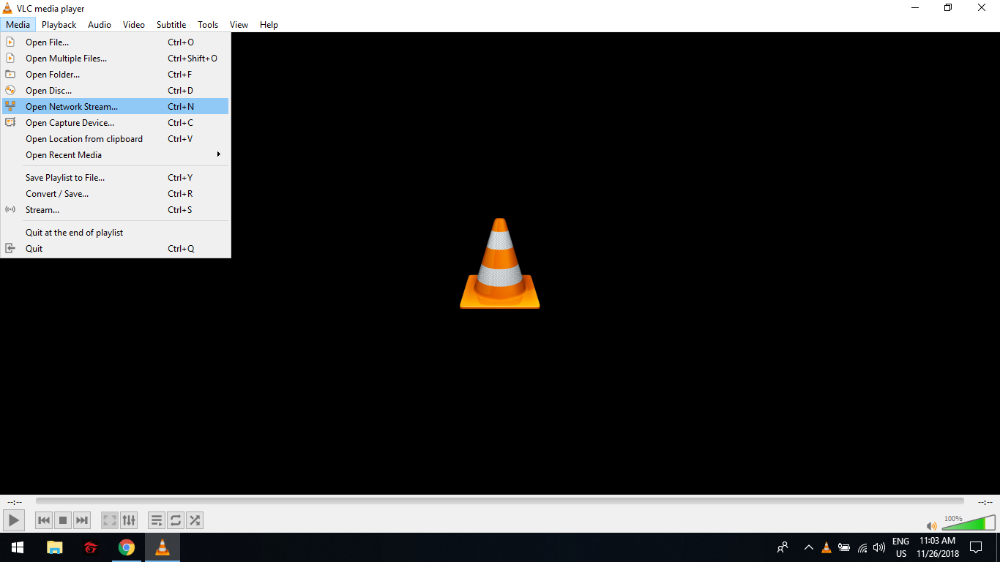 VLC media player
Media Playback Audio Video Subtitle Tools View Help
Open File... Ctrl+O
Open Multiple Files... Ctrl+Shift+O
Open Folder... Ctrl+F
Open Disc... Ctrl+D
Open Network Stream... Ctrl+N
Open Capture Device... Ctrl+C
Open Location from clipboard Ctrl+V
Open Recent Media
Save Playlist to File... Ctrl+Y
Convert / Save... Ctrl+R
Stream... Ctrl+S
Quit at the end of playlist
Quit Ctrl+Q
--:-- --:--
100%
ENG 11:03 AM
US 11/26/2018